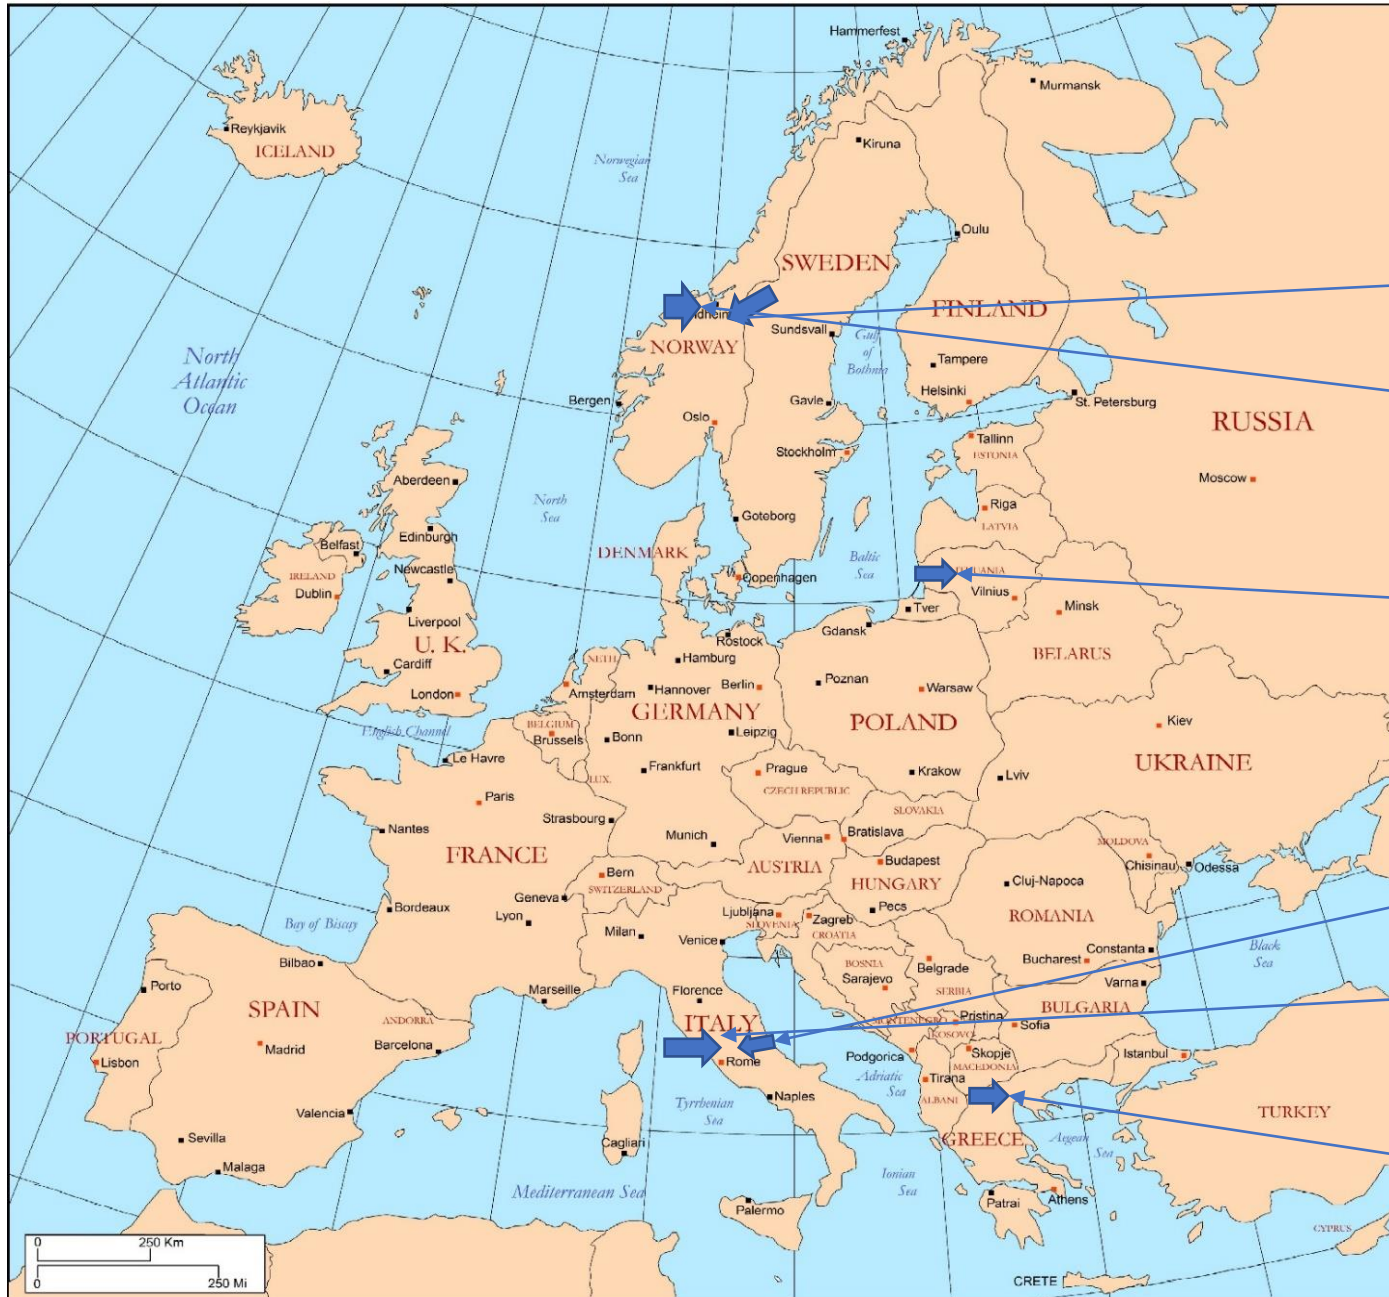 Hammerfest
Murmansk
Reykjavik
ICELAND
Kiruna
Norwegian
Sea
Oulu
SWEDEN
FINLAND
Sundsvall
NORWAY
Gulf
of
Bothnia
North
Atlantic
Ocean
Tampere
Helsinki
St. Petersburg
Bergen
Gavle
Oslo
RUSSIA
Tallinn
ESTONIA
Stockholm
Moscow
Aberdeen
North
Sea
Riga
LATVIA
Goteborg
Edinburgh
Belfast
DENMARK
Baltic
Sea
Newcastle
IRELAND
Dublin
Copenhagen
Vilnius
Tver
Minsk
Liverpool
Gdansk
U. K.
Rostock
BELARUS
Cardiff
NETH.
Hamburg
London
Amsterdam
Hannover
Berlin
Poznan
Warsaw
GERMANY
POLAND
English Channel
BELGIUM
Brussels
Bonn
Leipzig
Kiev
Le Havre
Frankfurt
LUX.
Prague
CZECH REPUBLIC
Krakow
Lviv
UKRAINE
Paris
SLOVAKIA
Strasbourg
Nantes
Munich
Vienna
Bratislava
MOLDOVA
FRANCE
AUSTRIA
Budapest
Chisinau
Odessa
Bern
SWITZERLAND
HUNGARY
Cluj-Napoca
Geneva
Bordeaux
Lyon
Ljubljana
SLOVENIA
Zagreb
CROATIA
Pecs
ROMANIA
Bay of Biscay
Milan
Venice
Constanta
Black
Sea
Bilbao
BOSNIA
Sarajevo
Belgrade
SERBIA
Bucharest
Varna
Porto
Marseille
Florence
SPAIN
ANDORRA
ITALY
MONTENEGRO
Pristina
KOSOVO
BULGARIA
Sofia
PORTUGAL
Madrid
Barcelona
Lisbon
Rome
Podgorica
Skopje
MACEDONIA
Istanbul
Adriatic
Sea
Tirana
ALBANI
Tyrrhenian
Sea
Naples
Valencia
TURKEY
Sevilla
Cagliari
GREECE
Aegean
Sea
Malaga
Mediterranean Sea
Ionian
Sea
Palermo
Patrai
Athens
CYPRUS
0 250 Km
0 250 Mi
CRETE